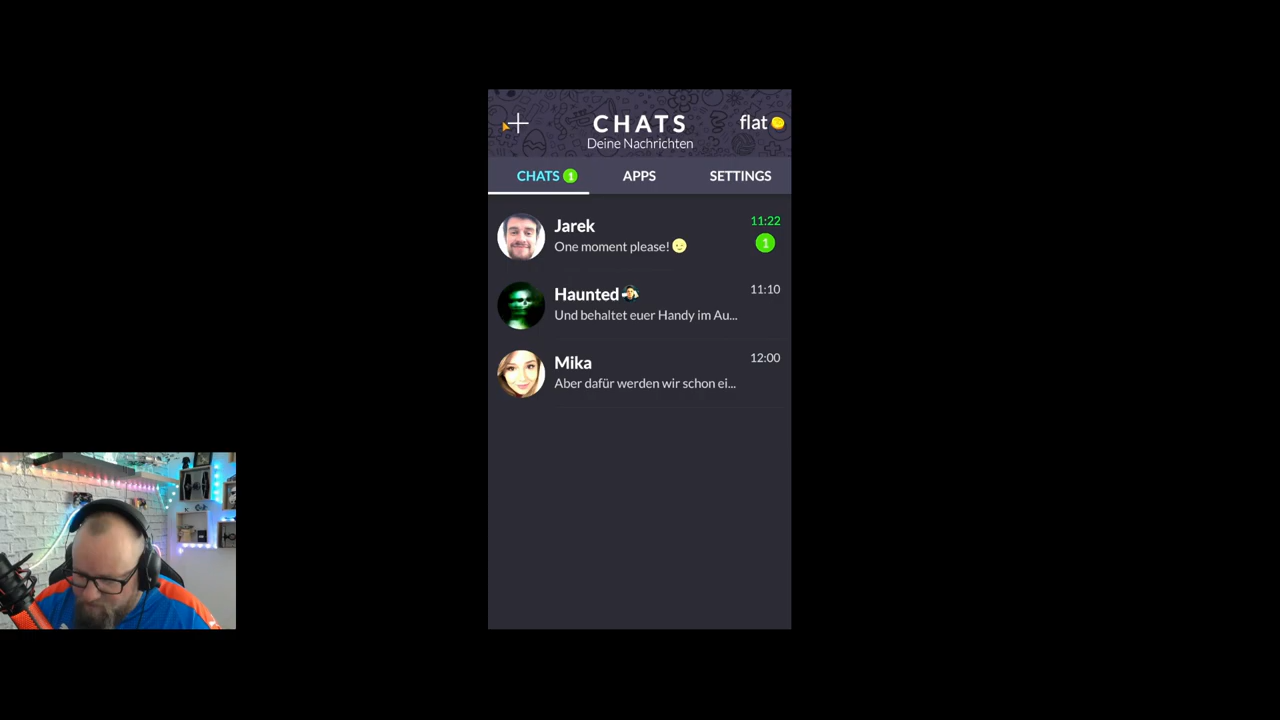 CHATS
Deine Nachrichten
flat
CHATS 1
APPS
SETTINGS
Jarek
11:22
One moment please!
1
Haunted
11:10
Und behaltet euer Handy im Au...
Mika
12:00
Aber dafür werden wir schon ei...